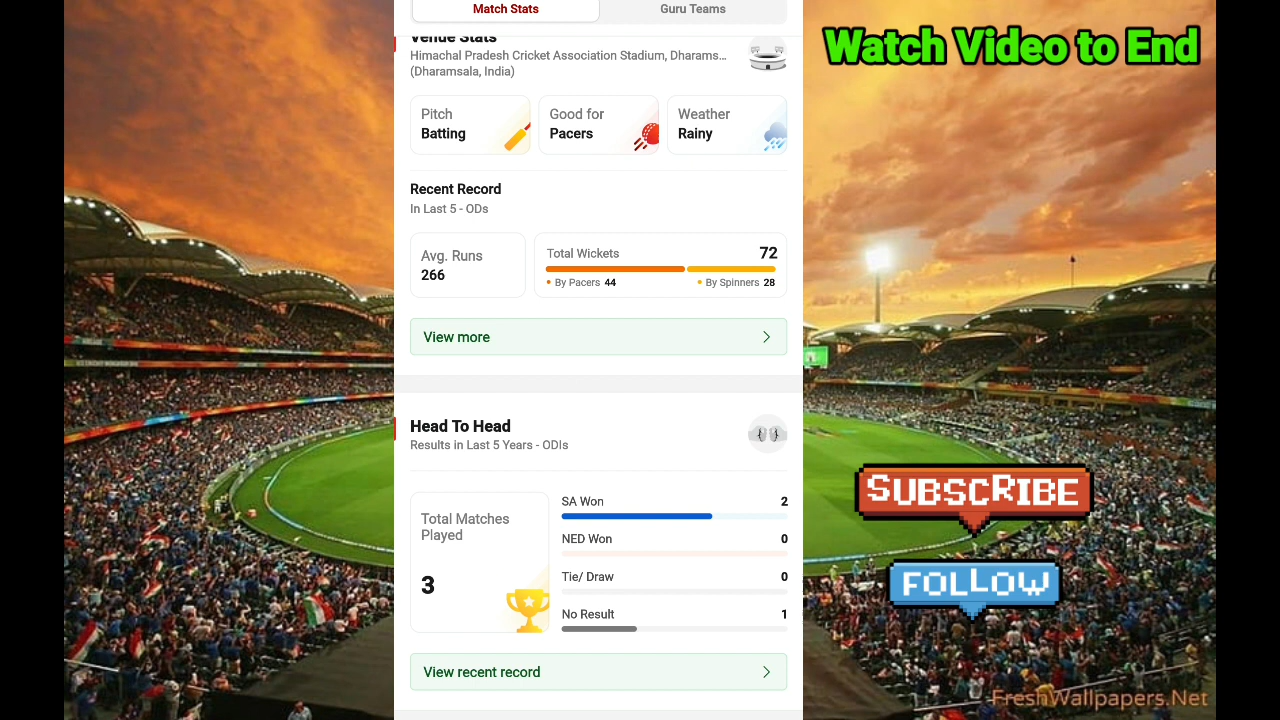 Match Stats
Guru Teams
Venue Stats
Himachal Pradesh Cricket Association Stadium, Dharams...
(Dharamsala, India)
Pitch
Batting
Good for
Pacers
Weather
Rainy
Recent Record
In Last 5 - ODs
Avg. Runs
266
Total Wickets 72
By Pacers 44
By Spinners 28
View more
Head To Head
Results in Last 5 Years - ODIs
Total Matches
Played
3
SA Won 2
NED Won 0
Tie/ Draw 0
No Result 1
View recent record
Watch Video to End
SUBSCRIBE
FOLLOW
FreshWallpapers.Net